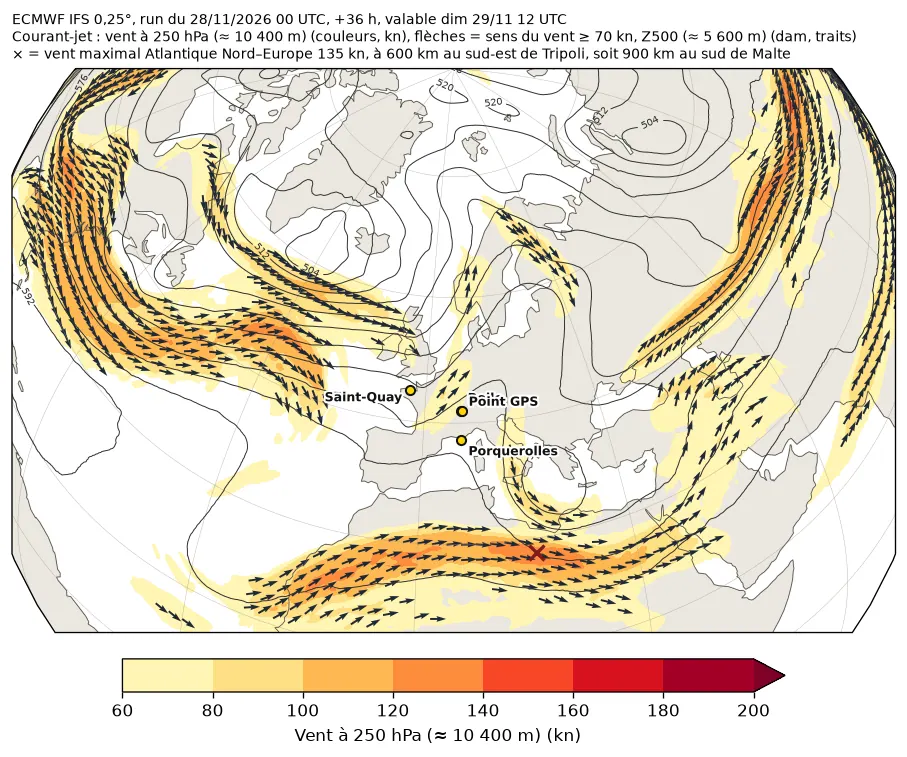 ECMWF IFS 0,25°, run du 28/11/2026 00 UTC, +36 h, valable dim 29/11 12 UTC
Courant-jet : vent à 250 hPa (≈ 10 400 m) (couleurs, kn), flèches = sens du vent ≥ 70 kn, Z500 (≈ 5 600 m) (dam, traits)
× = vent maximal Atlantique Nord–Europe 135 kn, à 600 km au sud-est de Tripoli, soit 900 km au sud de Malte
576
520
520
512
504
512
504
592
Saint-Quay
Point GPS
Porquerolles
60 80 100 120 140 160 180 200
Vent à 250 hPa (≈ 10 400 m) (kn)